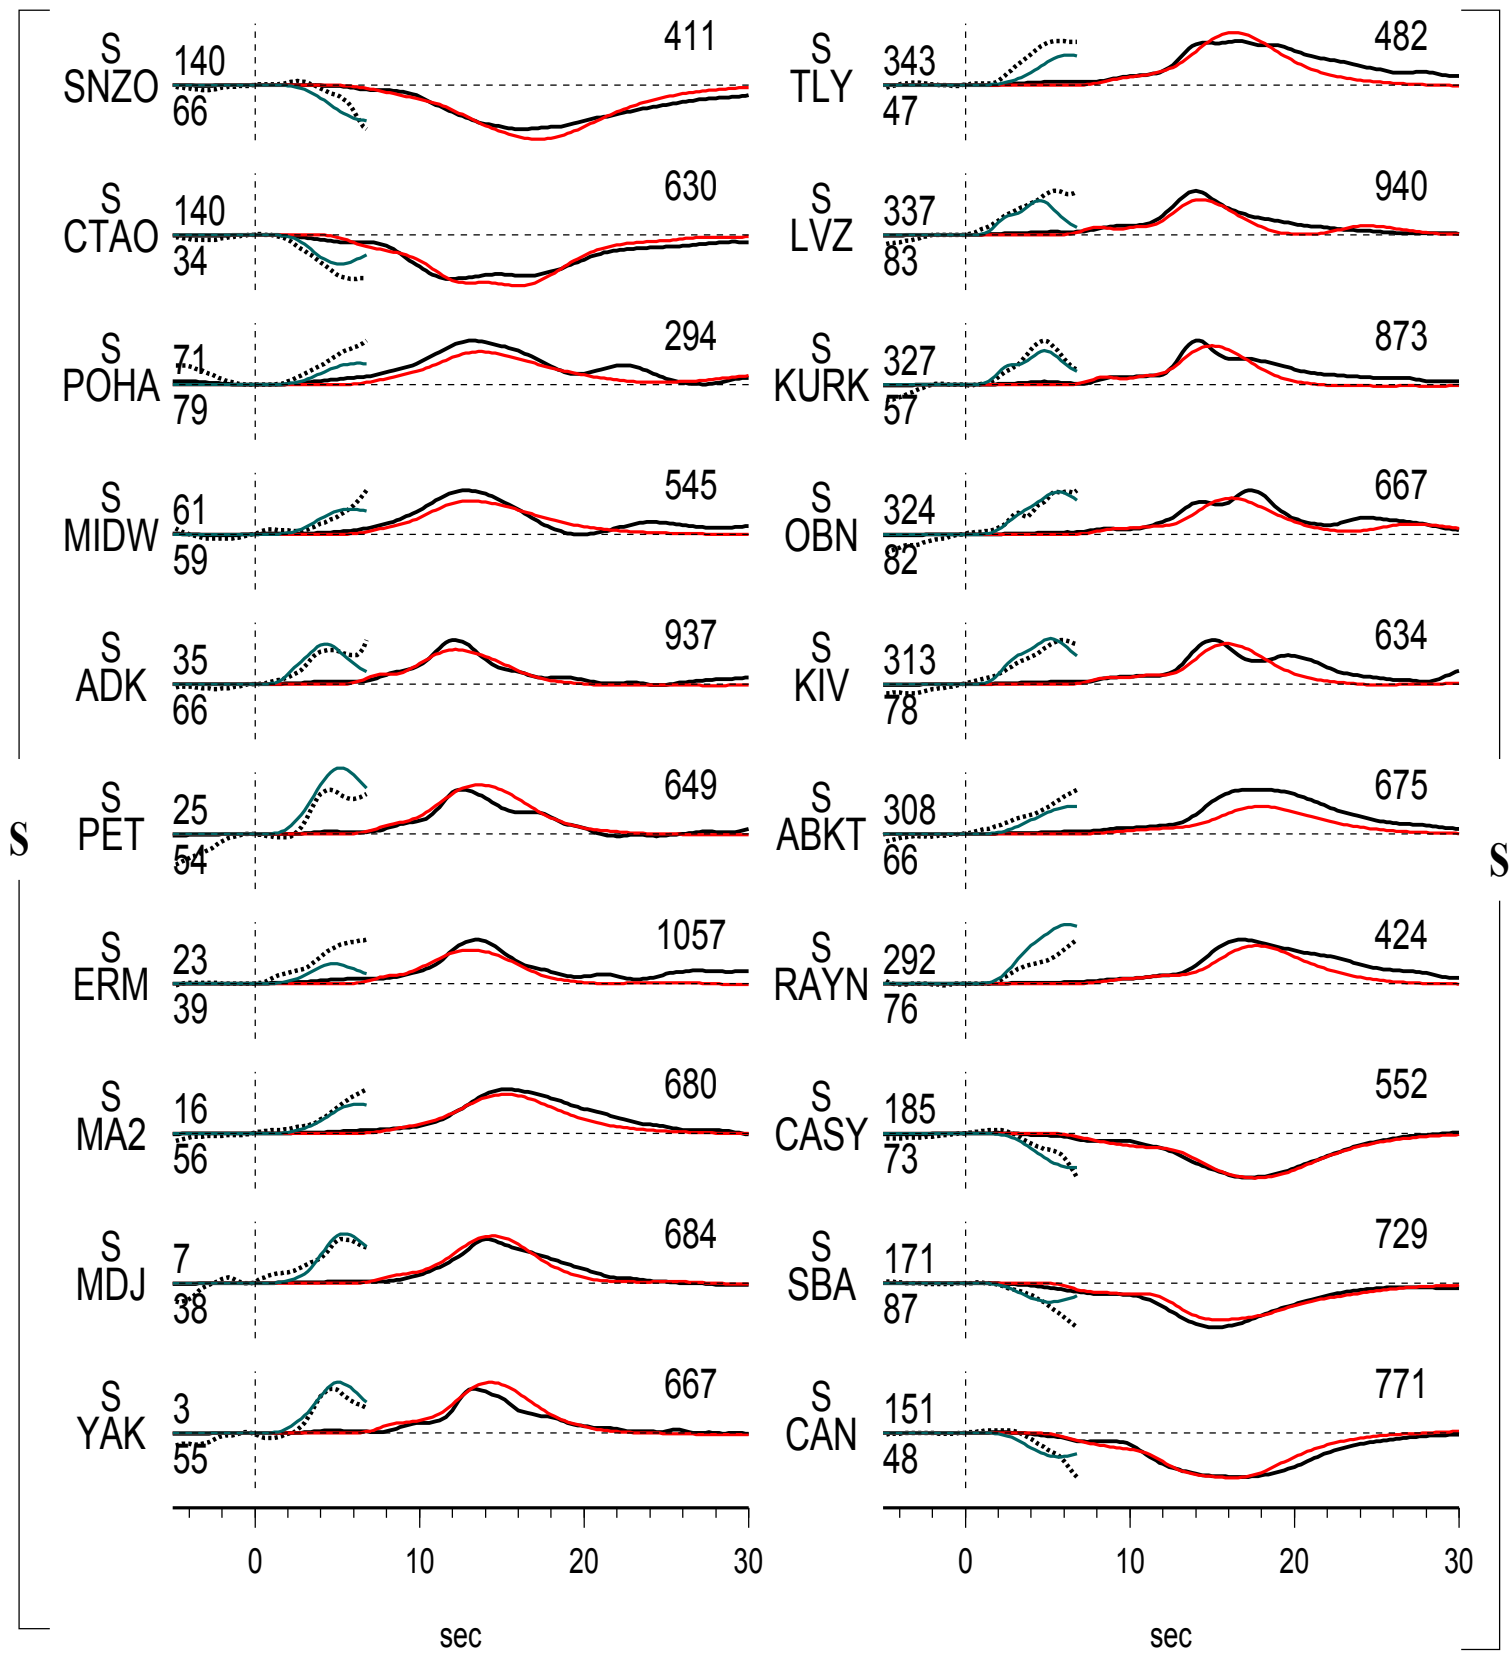 S
SNZO
140
66
411
S
CTAO
140
34
630
S
POHA
71
79
294
S
MIDW
61
59
545
S
ADK
35
66
937
S
PET
25
54
649
S
ERM
23
39
1057
S
MA2
16
56
680
S
MDJ
7
38
684
S
YAK
3
55
667
0 10 20 30
sec
S
S
TLY
343
47
482
S
LVZ
337
83
940
S
KURK
327
57
873
S
OBN
324
82
667
S
KIV
313
78
634
S
ABKT
308
66
675
S
RAYN
292
76
424
S
CASY
185
73
552
S
SBA
171
87
729
S
CAN
151
48
771
0 10 20 30
sec
S